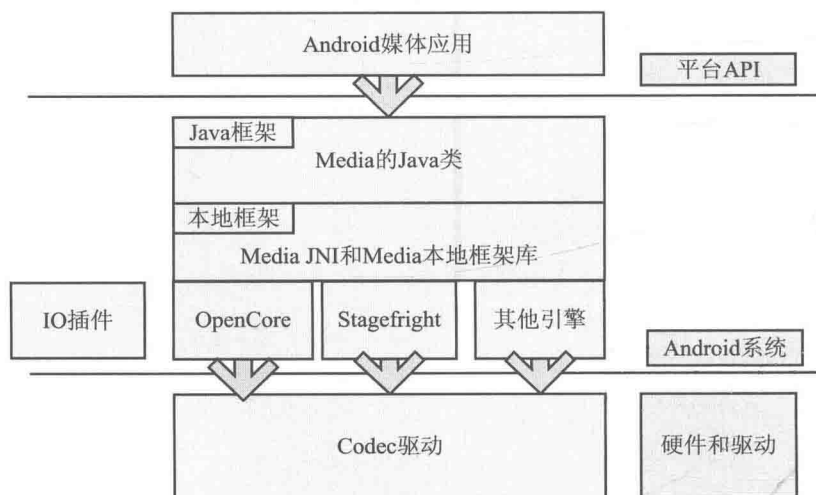 Android媒体应用
平台API
Java框架
Media的Java类
本地框架
Media JNI和Media本地框架库
IO插件
OpenCore
Stagefright
其他引擎
Android系统
Codec驱动
硬件和驱动